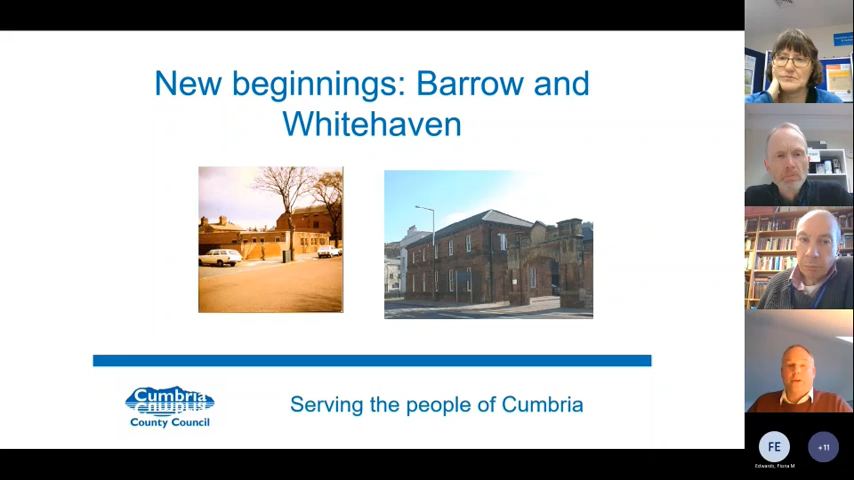 New beginnings: Barrow and
Whitehaven
Cumbria
County Council
Serving the people of Cumbria
FE
+11
Edwards, Fiona M